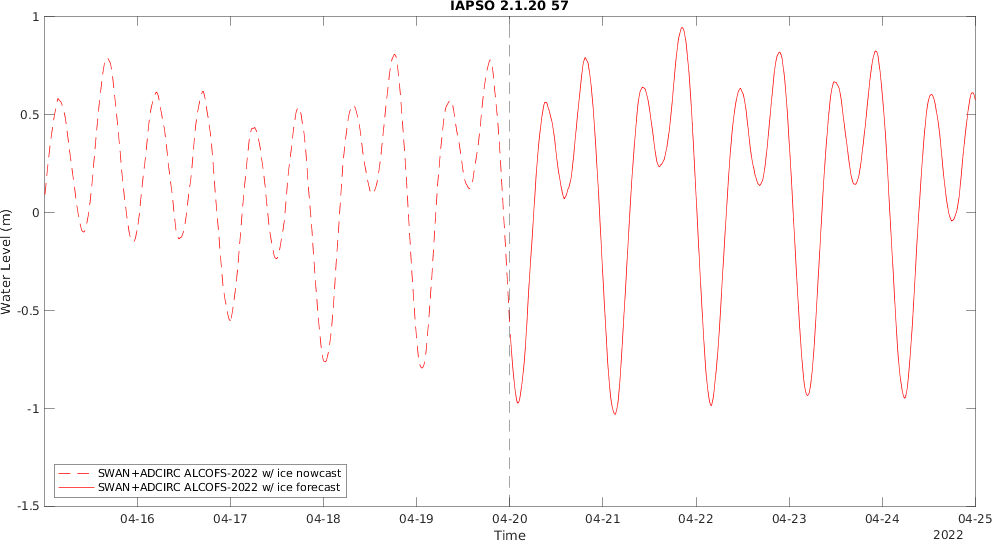 IAPSO 2.1.20 57
1
0.5
0
-0.5
-1
-1.5
Water Level (m)
SWAN+ADCIRC ALCOFS-2022 w/ ice nowcast
SWAN+ADCIRC ALCOFS-2022 w/ ice forecast
04-16 04-17 04-18 04-19 04-20 04-21 04-22 04-23 04-24 04-25
Time
2022